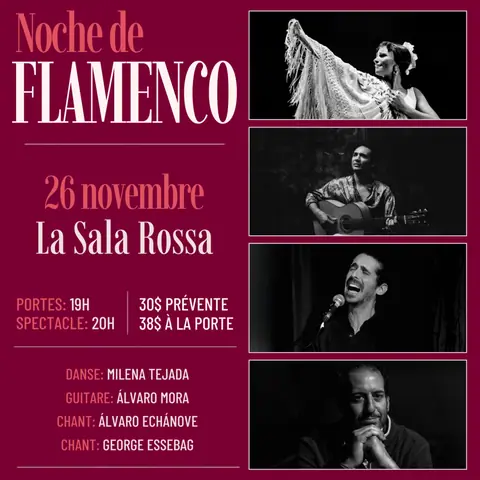 Noche de
FLAMENCO
26 novembre
La Sala Rossa
PORTES: 19H
SPECTACLE: 20H
30$ PRÉVENTE
38$ À LA PORTE
DANSE: MILENA TEJADA
GUITARE: ÁLVARO MORA
CHANT: ÁLVARO ECHÁNOVE
CHANT: GEORGE ESSEBAG